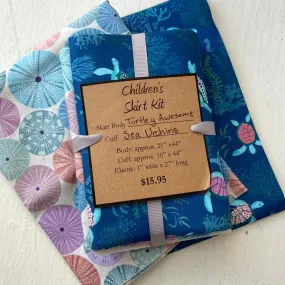 Children's
Skirt Kit
Skirt Body Turtley Awesome
Cuff Sea Urchins
Body: approx. 21" x44"
Cuff: approx. 10" x 44"
Elastic: 1" wide x 27" long
$15.95